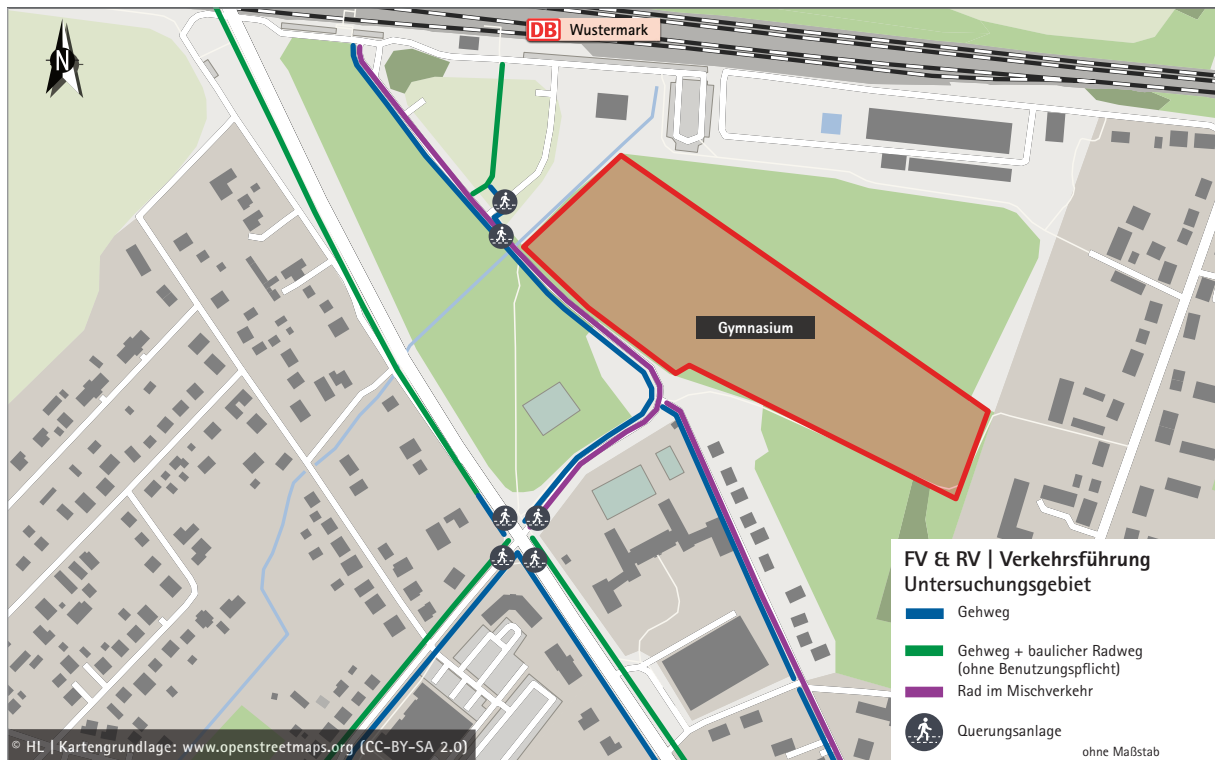 N
DB Wustermark
Gymnasium
FV & RV | Verkehrsführung
Untersuchungsgebiet
Gehweg
Gehweg + baulicher Radweg
(ohne Benutzungspflicht)
Rad im Mischverkehr
Querungsanlage
ohne Maßstab
© HL | Kartengrundlage: www.openstreetmaps.org (CC-BY-SA 2.0)